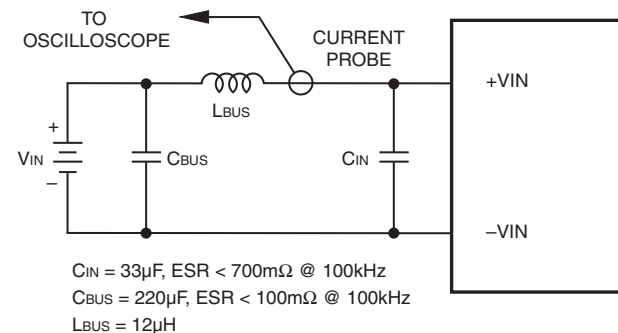 TO
OSCILLOSCOPE
CURRENT
PROBE
+VIN
LBUS
+
VIN
–
CBUS
CIN
–VIN
CIN = 33µF, ESR < 700mΩ @ 100kHz
CBUS = 220µF, ESR < 100mΩ @ 100kHz
LBUS = 12µH